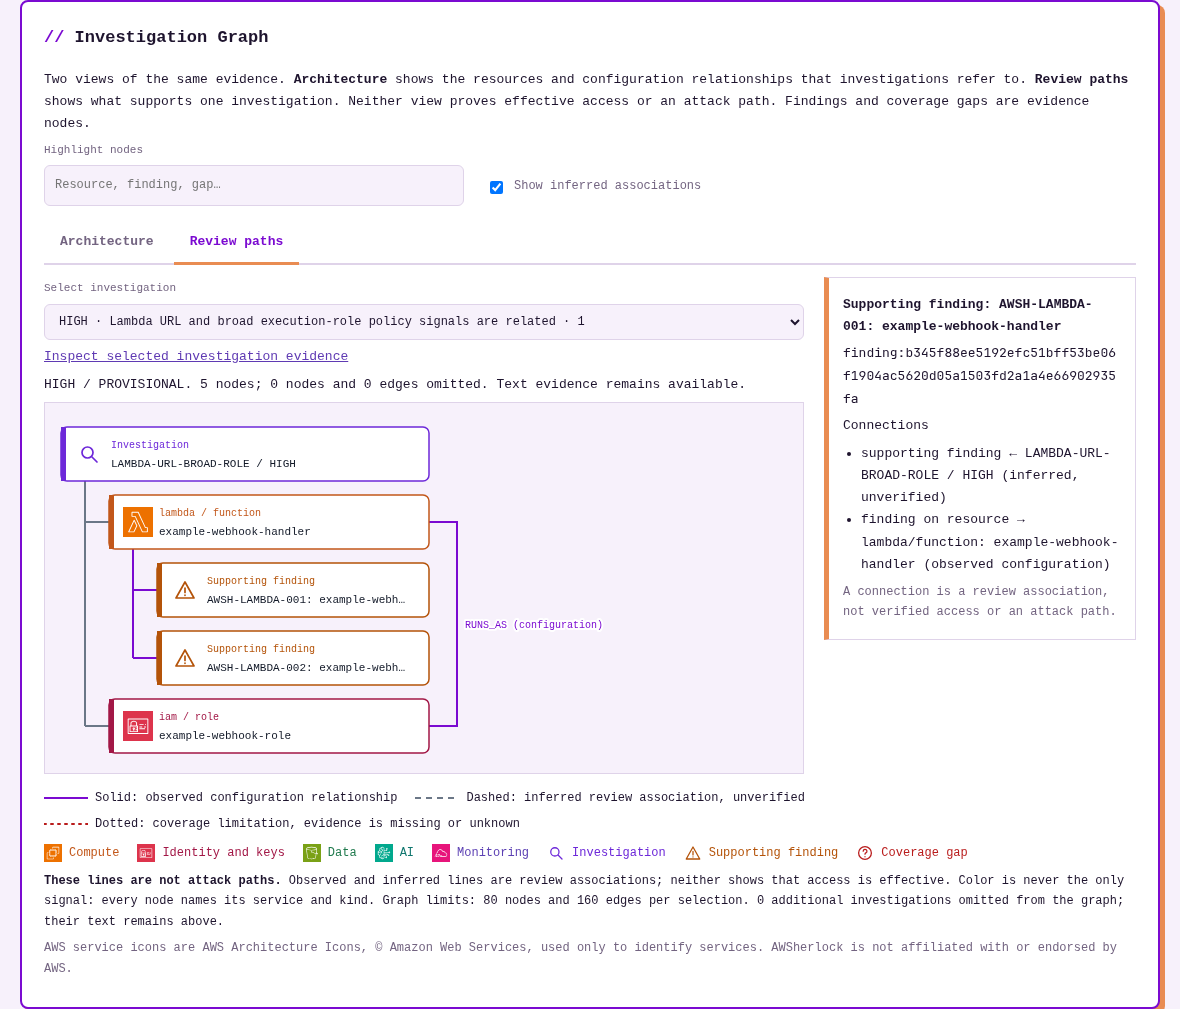 // Investigation Graph
Two views of the same evidence. Architecture shows the resources and configuration relationships that investigations refer to. Review paths
shows what supports one investigation. Neither view proves effective access or an attack path. Findings and coverage gaps are evidence
nodes.
Highlight nodes
Resource, finding, gap…
Show inferred associations
Architecture
Review paths
Select investigation
HIGH · Lambda URL and broad execution-role policy signals are related · 1
Inspect selected investigation evidence
HIGH / PROVISIONAL. 5 nodes; 0 nodes and 0 edges omitted. Text evidence remains available.
Investigation
LAMBDA-URL-BROAD-ROLE / HIGH
lambda / function
example-webhook-handler
Supporting finding
AWSH-LAMBDA-001: example-webh…
RUNS_AS (configuration)
Supporting finding
AWSH-LAMBDA-002: example-webh…
iam / role
example-webhook-role
Supporting finding: AWSH-LAMBDA-
001: example-webhook-handler
finding:b345f88ee5192efc51bff53be06
f1904ac5620d05a1503fd2a1a4e66902935
fa
Connections
• supporting finding ← LAMBDA-URL-
BROAD-ROLE / HIGH (inferred,
unverified)
• finding on resource →
lambda/function: example-webhook-
handler (observed configuration)
A connection is a review association,
not verified access or an attack path.
Solid: observed configuration relationship
Dashed: inferred review association, unverified
Dotted: coverage limitation, evidence is missing or unknown
Compute
Identity and keys
Data
AI
Monitoring
Investigation
Supporting finding
Coverage gap
These lines are not attack paths. Observed and inferred lines are review associations; neither shows that access is effective. Color is never the only
signal: every node names its service and kind. Graph limits: 80 nodes and 160 edges per selection. 0 additional investigations omitted from the graph;
their text remains above.
AWS service icons are AWS Architecture Icons, © Amazon Web Services, used only to identify services. AWSherlock is not affiliated with or endorsed by
AWS.